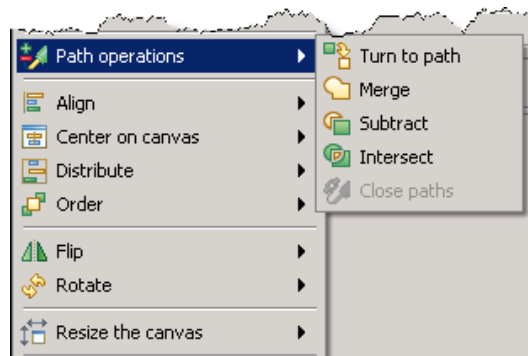 Path operations
Align
Center on canvas
Distribute
Order
Flip
Rotate
Resize the canvas
Turn to path
Merge
Subtract
Intersect
Close paths